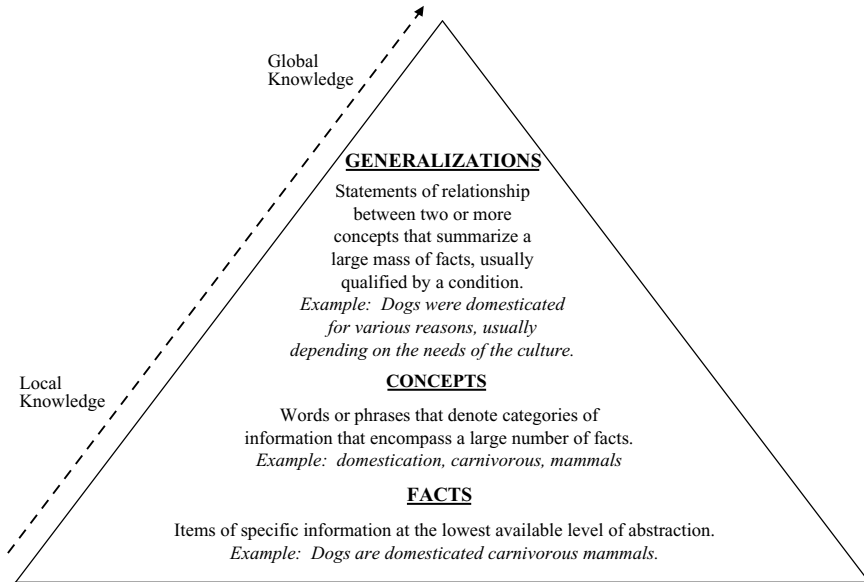 Global
Knowledge
GENERALIZATIONS
Statements of relationship
between two or more
concepts that summarize a
large mass of facts, usually
qualified by a condition.
Example: Dogs were domesticated
for various reasons, usually
depending on the needs of the culture.
Local
Knowledge
CONCEPTS
Words or phrases that denote categories of
information that encompass a large number of facts.
Example: domestication, carnivorous, mammals
FACTS
Items of specific information at the lowest available level of abstraction.
Example: Dogs are domesticated carnivorous mammals.